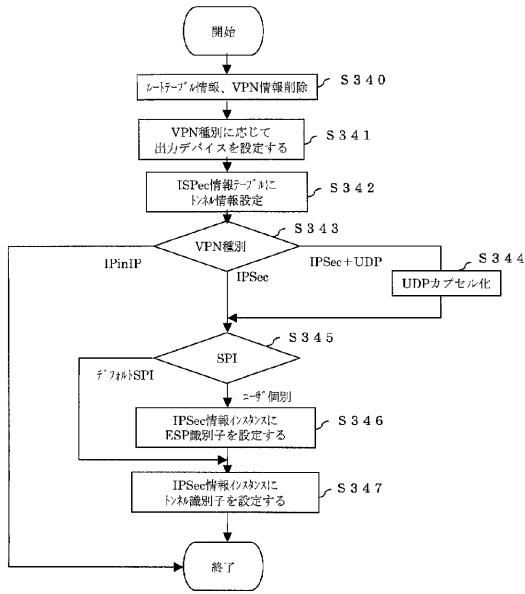 開始
ルートテーブル情報、VPN情報削除
S340
VPN種別に応じて
出力デバイスを設定する
S341
ISPec情報テーブルに
トンネル情報設定
S342
VPN種別
S343
IPinIP
IPSec
IPSec+UDP
S344
UDPカプセル化
SPI
S345
デフォルトSPI
ユーザ個別
IPSec情報インスタンスに
ESP識別子を設定する
S346
IPSec情報インスタンスに
トンネル識別子を設定する
S347
終了